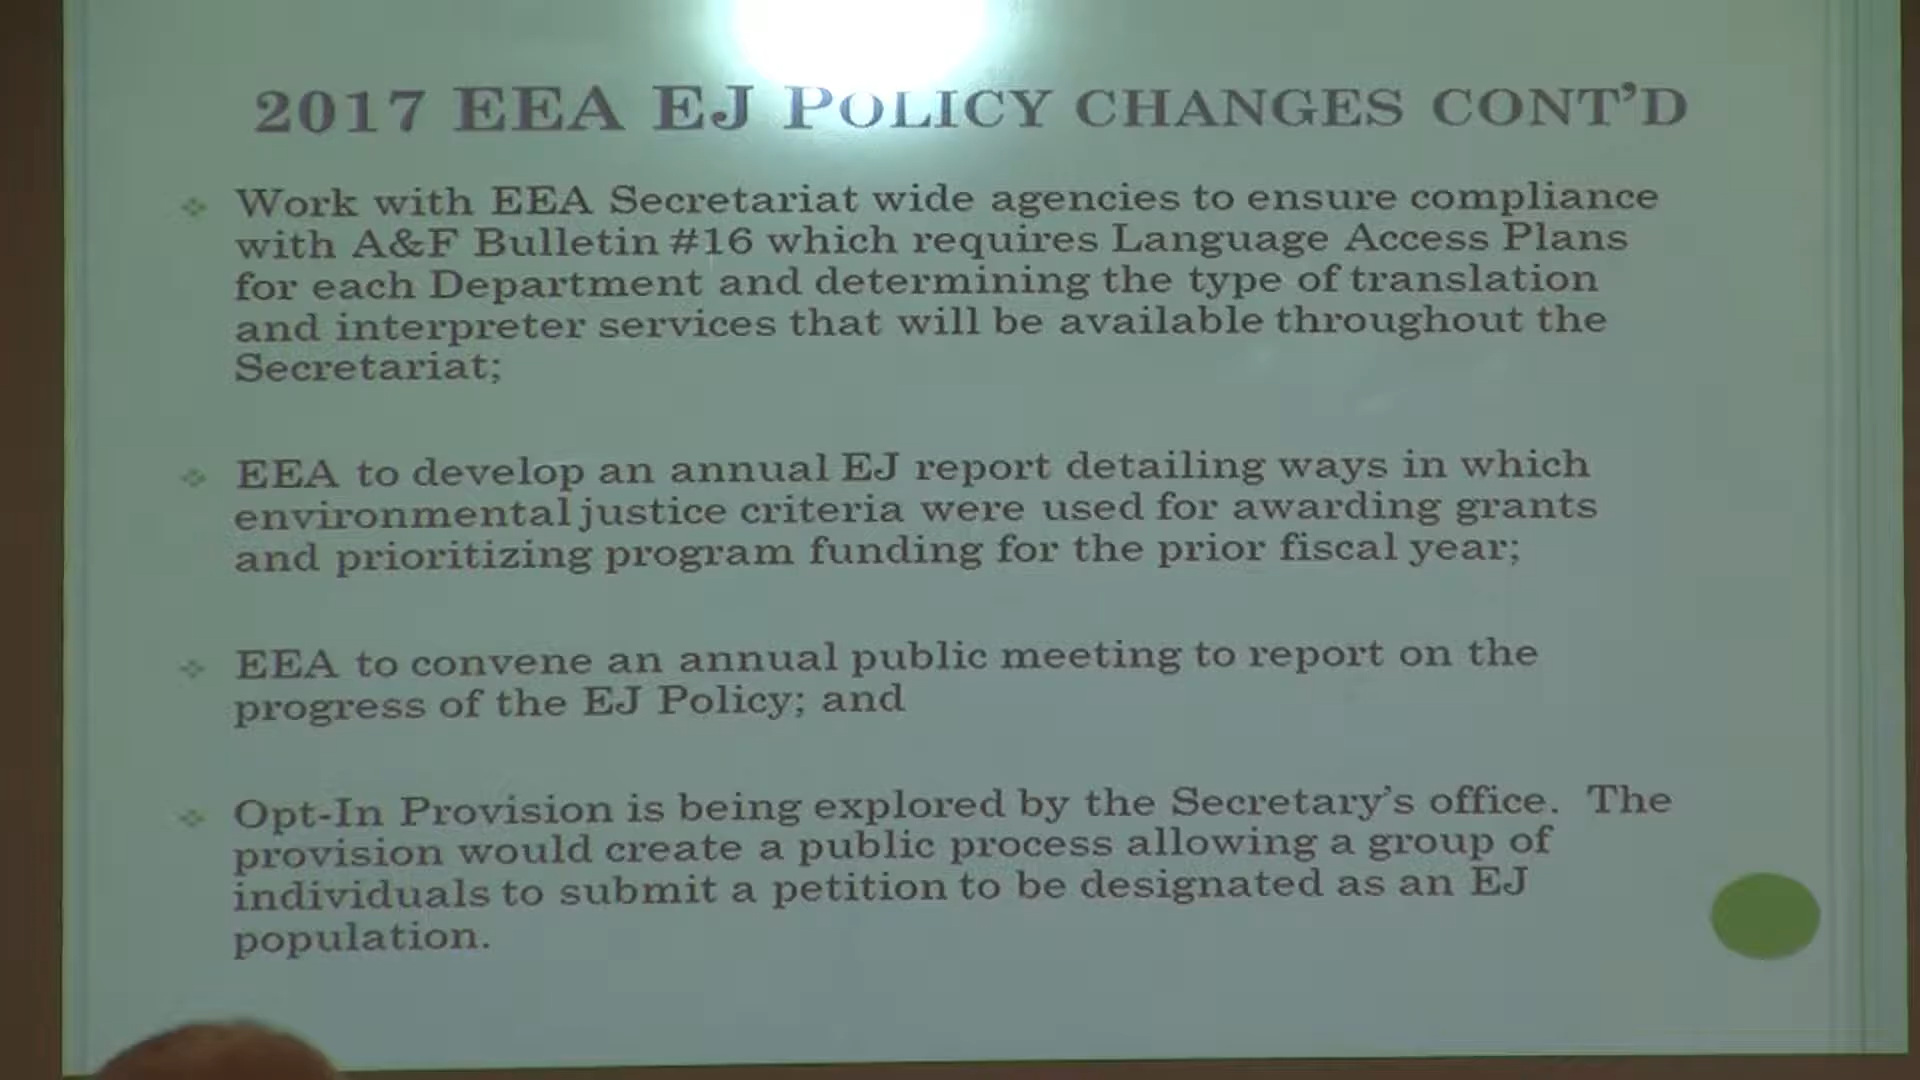 2017 EEA EJ POLICY CHANGES CONT'D
Work with EEA Secretariat wide agencies to ensure compliance
with A&F Bulletin #16 which requires Language Access Plans
for each Department and determining the type of translation
and interpreter services that will be available throughout the
Secretariat;
EEA to develop an annual EJ report detailing ways in which
environmental justice criteria were used for awarding grants
and prioritizing program funding for the prior fiscal year;
EEA to convene an annual public meeting to report on the
progress of the EJ Policy; and
Opt-In Provision is being explored by the Secretary's office. The
provision would create a public process allowing a group of
individuals to submit a petition to be designated as an EJ
population.